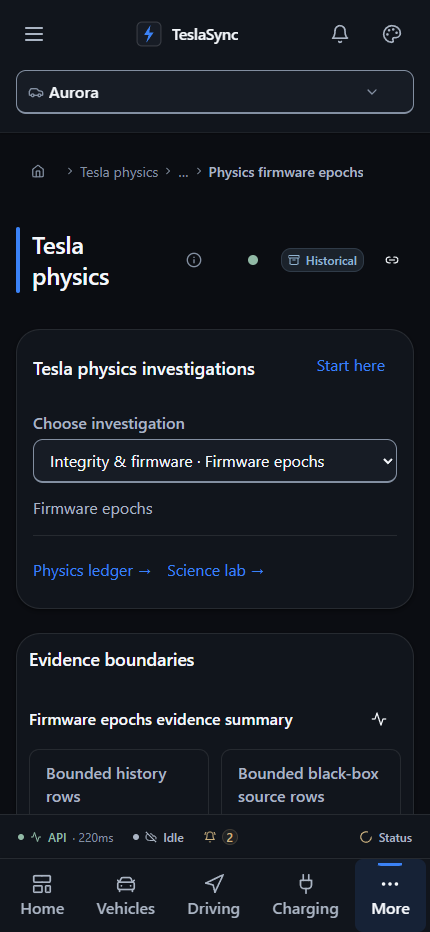 TeslaSync
Aurora
Tesla physics
...
Physics firmware epochs
Tesla
physics
Historical
Tesla physics investigations
Start here
Choose investigation
Integrity & firmware · Firmware epochs
Firmware epochs
Physics ledger →
Science lab →
Evidence boundaries
Firmware epochs evidence summary
Bounded history
rows
Bounded black-box
source rows
API · 220ms
Idle
2
Status
Home
Vehicles
Driving
Charging
More